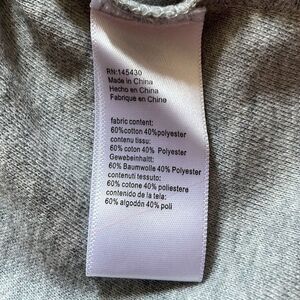 RN:145430
Made in China
Hecho en China
Fabrique en Chine
fabric content:
60%cotton 40%polyester
contenu tissu:
60% coton 40% Polyester
Gewebeinhaltt:
60% Baumwolle 40% Polyester
contenuti tessuto:
60% cotone 40% poliestere
contenido de la tela:
60% algodón 40% poli